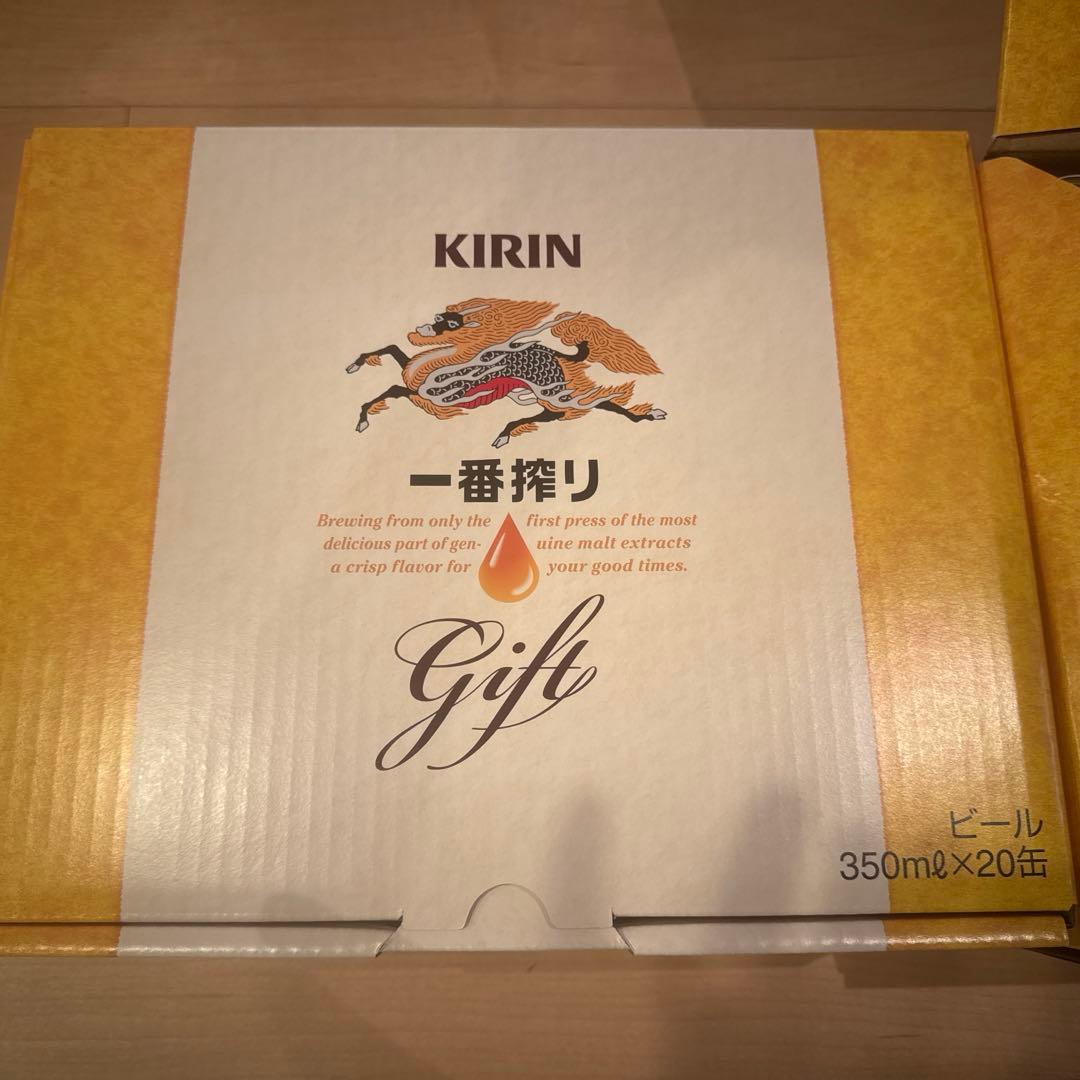 KIRIN
一番搾り
Brewing from only the first press of the most
delicious part of gen- uine malt extracts
a crisp flavor for your good times.
Gift
ビール
350mℓ×20缶